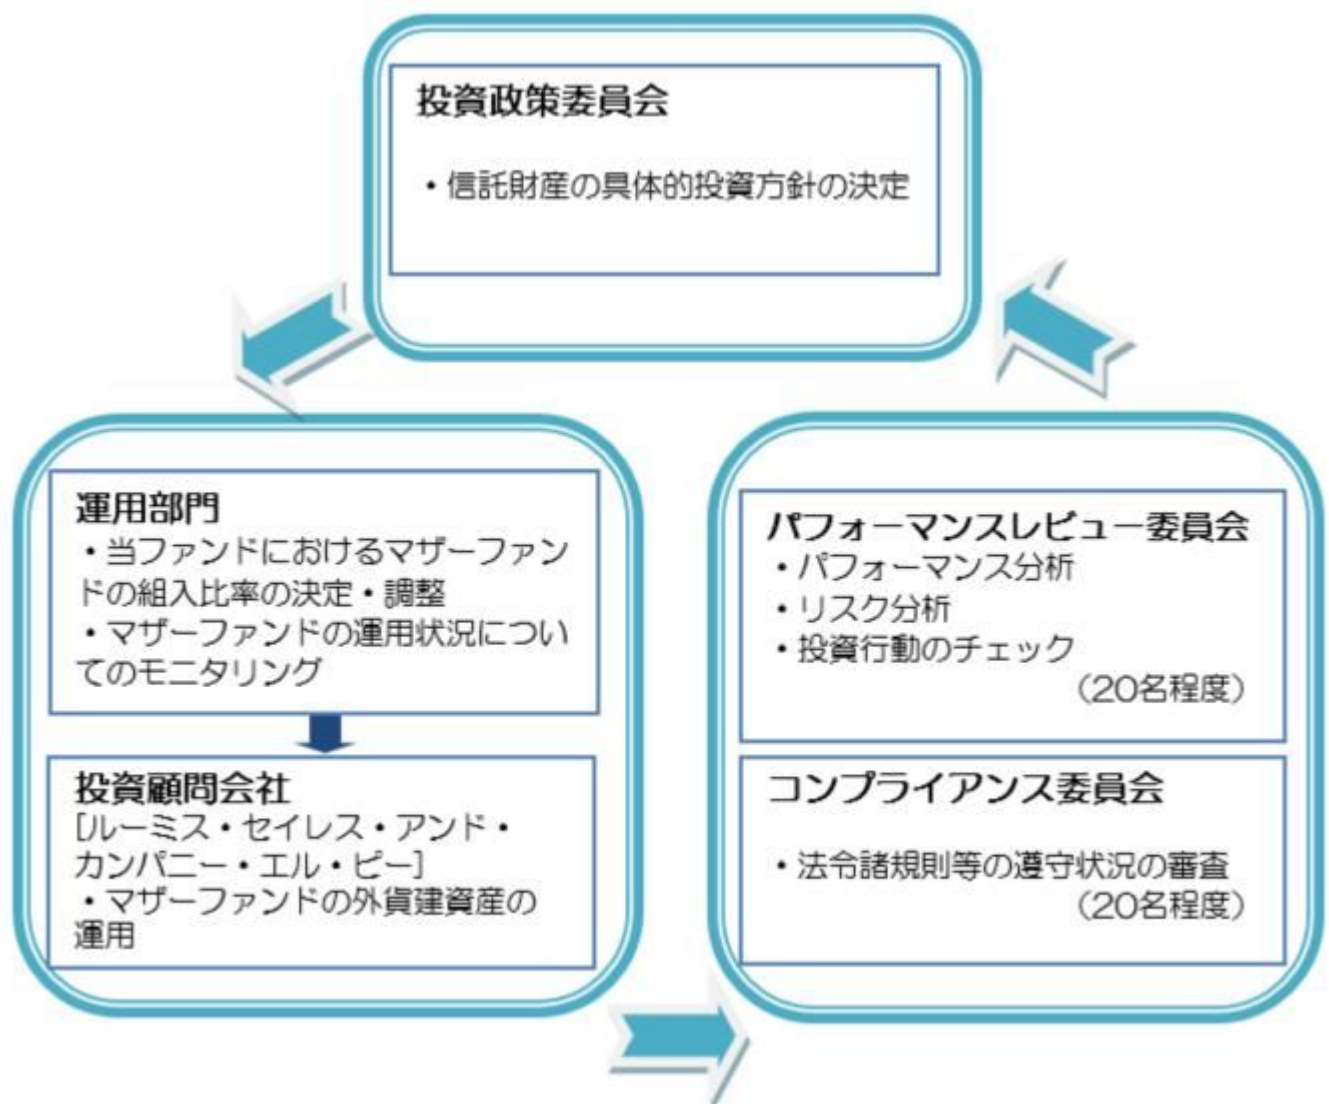 投資政策委員会
・信託財産の具体的投資方針の決定
運用部門
・当ファンドにおけるマザーファン
ドの組入比率の決定・調整
・マザーファンドの運用状況につい
てのモニタリング
投資顧問会社
[ルーミス・セイレス・アンド・
カンパニー・エル・ピー]
・マザーファンドの外貨建資産の
運用
パフォーマンスレビュー委員会
・パフォーマンス分析
・リスク分析
・投資行動のチェック
（20名程度）
コンプライアンス委員会
・法令諸規則等の遵守状況の審査
（20名程度）